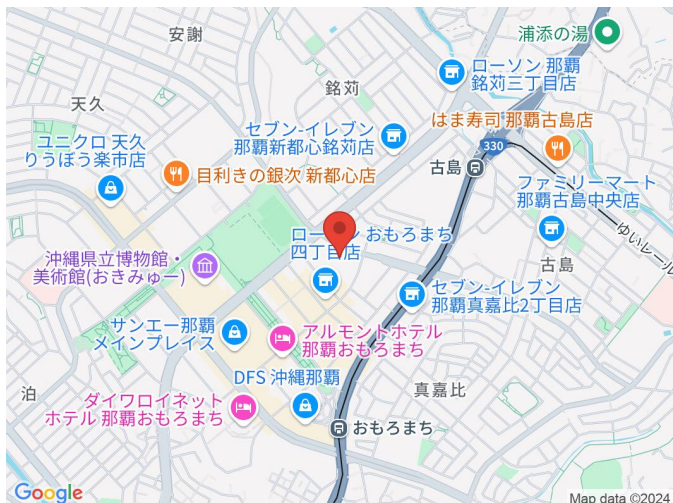 安謝
浦添の湯
ローソン 那覇
銘苅三丁目店
銘苅
天久
セブン-イレブン
那覇新都心銘苅店
はま寿司 那覇古島店
ユニクロ 天久
りうぼう楽市店
330
古島
目利きの銀次 新都心店
ファミリーマート
那覇古島中央店
ゆいレール
ローソン おもろまち
四丁目店
沖縄県立博物館・
美術館(おきみゅー)
古島
セブン-イレブン
那覇真嘉比2丁目店
サンエー那覇
メインプレイス
アルモントホテル
那覇おもろまち
泊
DFS 沖縄那覇
真嘉比
ダイワロイネット
ホテル 那覇おもろまち
おもろまち
Google
Map data ©2024